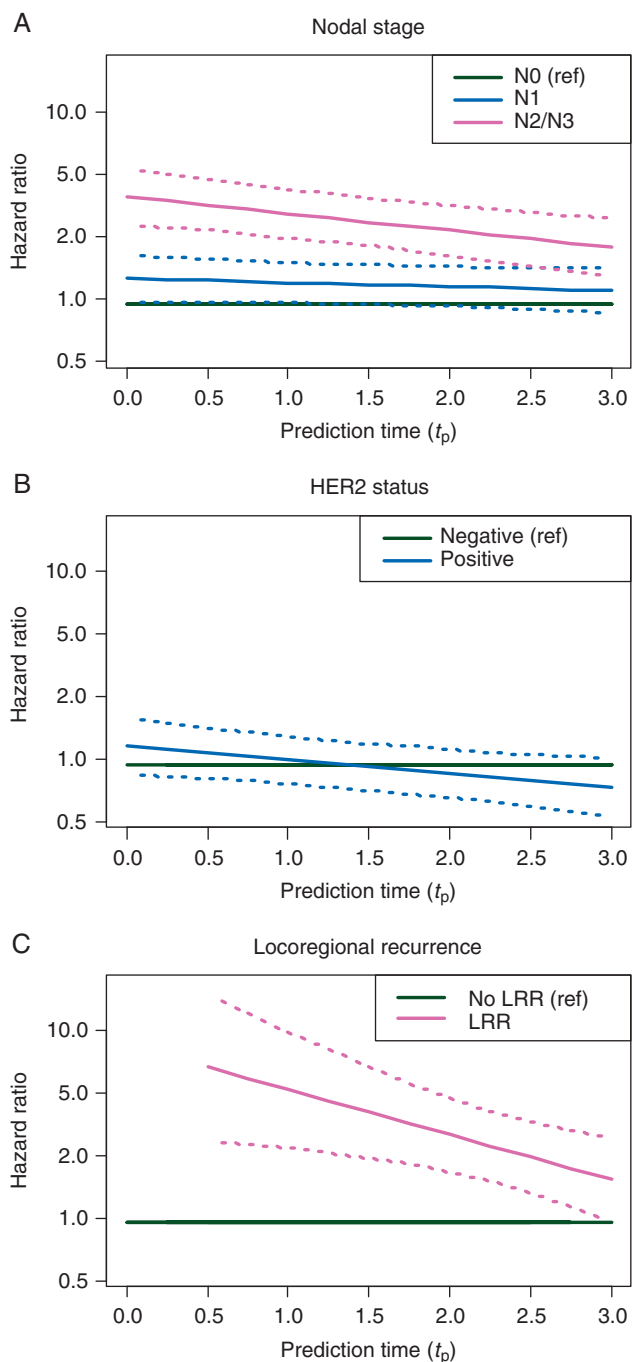 A
Nodal stage
N0 (ref)
N1
N2/N3
Hazard ratio
10.0
5.0
2.0
1.0
0.5
0.0 0.5 1.0 1.5 2.0 2.5 3.0
Prediction time (tp)
B
HER2 status
Negative (ref)
Positive
Hazard ratio
10.0
5.0
2.0
1.0
0.5
0.0 0.5 1.0 1.5 2.0 2.5 3.0
Prediction time (tp)
C
Locoregional recurrence
No LRR (ref)
LRR
Hazard ratio
10.0
5.0
2.0
1.0
0.5
0.0 0.5 1.0 1.5 2.0 2.5 3.0
Prediction time (tp)